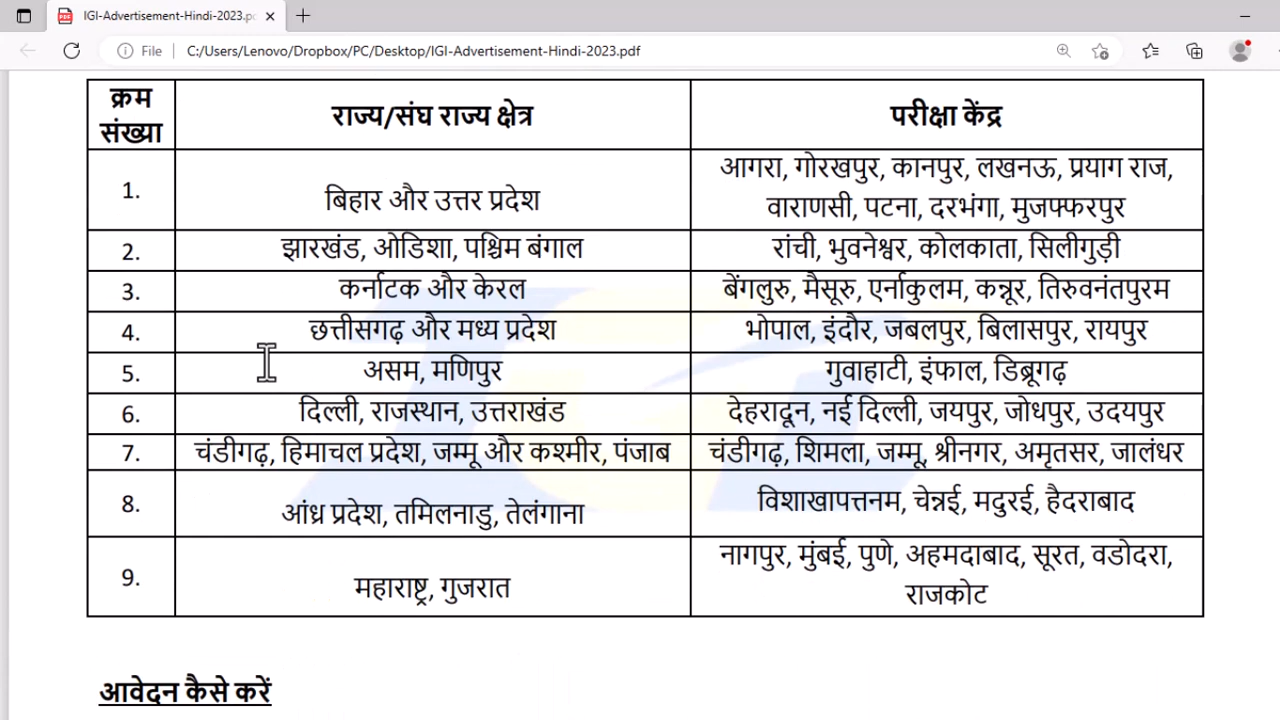 IGI-Advertisement-Hindi-2023.p
File
C:/Users/Lenovo/Dropbox/PC/Desktop/IGI-Advertisement-Hindi-2023.pdf
क्रम संख्या
राज्य/संघ राज्य क्षेत्र
परीक्षा केंद्र
1.
बिहार और उत्तर प्रदेश
आगरा, गोरखपुर, कानपुर, लखनऊ, प्रयाग राज,
वाराणसी, पटना, दरभंगा, मुजफ्फरपुर
2.
झारखंड, ओडिशा, पश्चिम बंगाल
रांची, भुवनेश्वर, कोलकाता, सिलीगुड़ी
3.
कर्नाटक और केरल
बेंगलुरु, मैसूरु, एर्नाकुलम, कन्नूर, तिरुवनंतपुरम
4.
छत्तीसगढ़ और मध्य प्रदेश
भोपाल, इंदौर, जबलपुर, बिलासपुर, रायपुर
5.
असम, मणिपुर
गुवाहाटी, इंफाल, डिब्रूगढ़
6.
दिल्ली, राजस्थान, उत्तराखंड
देहरादून, नई दिल्ली, जयपुर, जोधपुर, उदयपुर
7.
चंडीगढ़, हिमाचल प्रदेश, जम्मू और कश्मीर, पंजाब
चंडीगढ़, शिमला, जम्मू, श्रीनगर, अमृतसर, जालंधर
8.
आंध्र प्रदेश, तमिलनाडु, तेलंगाना
विशाखापत्तनम, चेन्नई, मदुरई, हैदराबाद
9.
महाराष्ट्र, गुजरात
नागपुर, मुंबई, पुणे, अहमदाबाद, सूरत, वडोदरा,
राजकोट
आवेदन कैसे करें